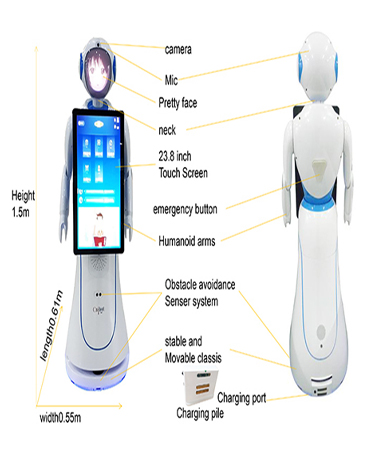 camera
Mic
Pretty face
neck
23.8 inch
Touch Screen
emergency button
Height
1.5m
Humanoid arms
Obstacle avoidance
Senser system
length0.61m
stable and
Movable classis
Charging port
Charging pile
width0.55m